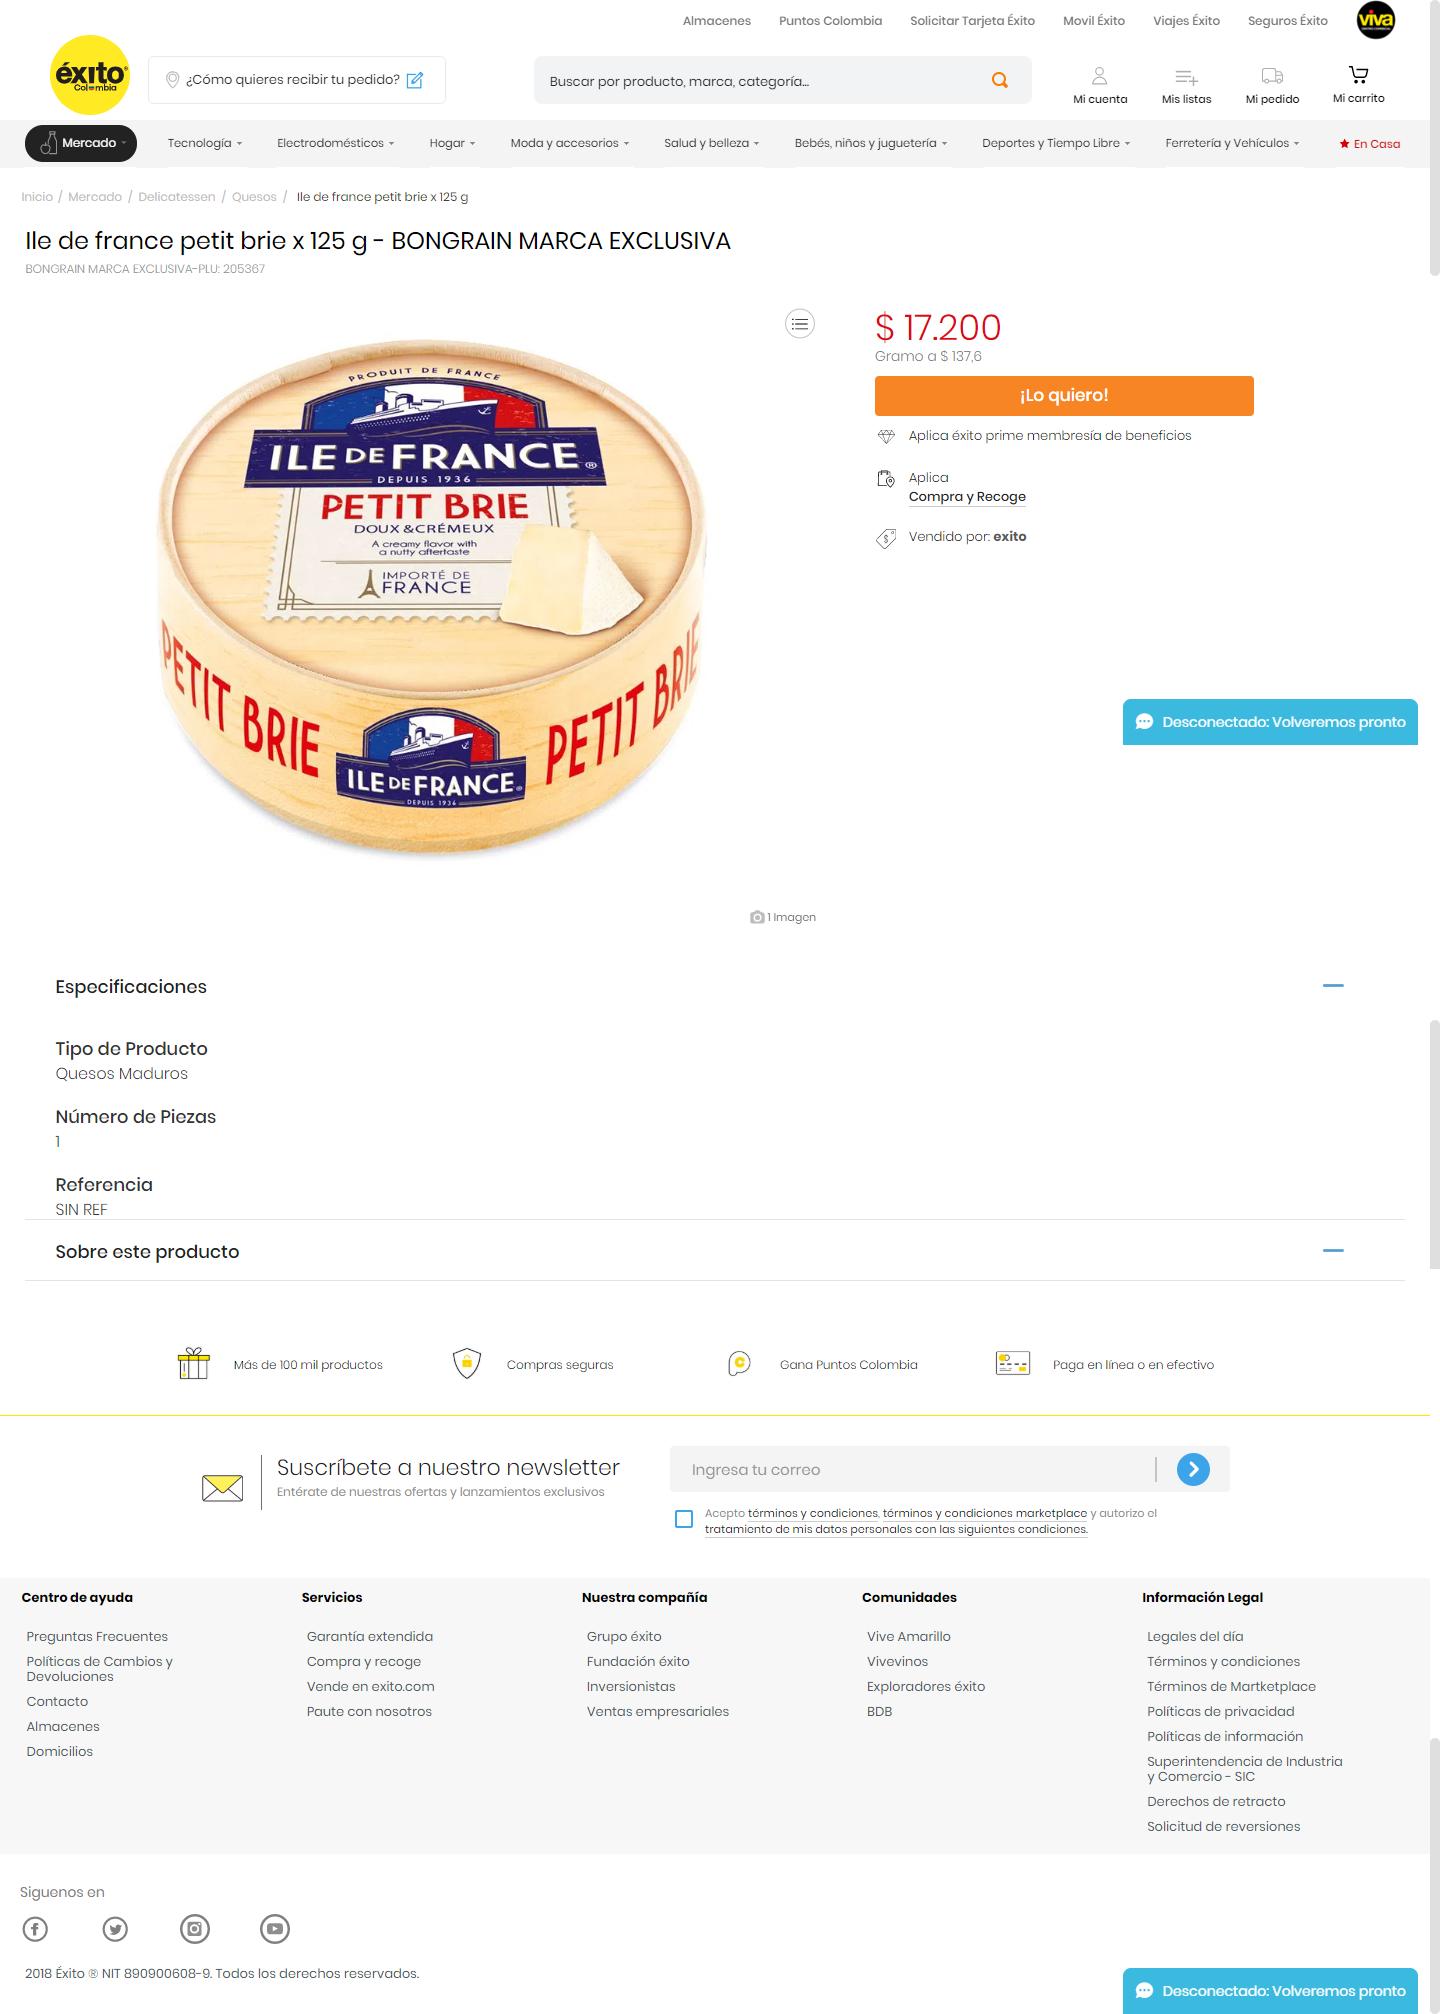 Almacenes Puntos Colombia Solicitar Tarjeta Éxito Movil Éxito Viajes Éxito Seguros Éxito viva
éxito
Colombia
¿Cómo quieres recibir tu pedido?
Buscar por producto, marca, categoría...
Mi cuenta Mis listas Mi pedido Mi carrito
Mercado Tecnología Electrodomésticos Hogar Moda y accesorios Salud y belleza Bebés, niños y juguetería Deportes y Tiempo Libre Ferretería y Vehículos En Casa
Inicio / Mercado / Delicatessen / Quesos / Ile de france petit brie x 125 g
Ile de france petit brie x 125 g - BONGRAIN MARCA EXCLUSIVA
BONGRAIN MARCA EXCLUSIVA-PLU: 205367
PRODUIT DE FRANCE
ILE DE FRANCE®
DEPUIS 1936
PETIT BRIE
DOUX & CRÉMEUX
A creamy flavor with
a nutty aftertaste
IMPORTÉ DE
FRANCE
PETIT BRIE
ILE DE FRANCE®
DEPUIS 1936
PETIT BRIE
1 Imagen
$ 17.200
Gramo a $ 137,6
¡Lo quiero!
Aplica éxito prime membresía de beneficios
Aplica
Compra y Recoge
Vendido por: exito
Desconectado: Volveremos pronto
Especificaciones
Tipo de Producto
Quesos Maduros
Número de Piezas
1
Referencia
SIN REF
Sobre este producto
Más de 100 mil productos Compras seguras Gana Puntos Colombia Paga en línea o en efectivo
Suscríbete a nuestro newsletter
Entérate de nuestras ofertas y lanzamientos exclusivos
Ingresa tu correo
Acepto términos y condiciones, términos y condiciones marketplace y autorizo el
tratamiento de mis datos personales con las siguientes condiciones.
Centro de ayuda
Preguntas Frecuentes
Políticas de Cambios y
Devoluciones
Contacto
Almacenes
Domicilios
Servicios
Garantía extendida
Compra y recoge
Vende en exito.com
Paute con nosotros
Nuestra compañía
Grupo éxito
Fundación éxito
Inversionistas
Ventas empresariales
Comunidades
Vive Amarillo
Vivevinos
Exploradores éxito
BDB
Información Legal
Legales del día
Términos y condiciones
Términos de Martketplace
Políticas de privacidad
Políticas de información
Superintendencia de Industria
y Comercio - SIC
Derechos de retracto
Solicitud de reversiones
Siguenos en
2018 Éxito ® NIT 890900608-9. Todos los derechos reservados.
Desconectado: Volveremos pronto